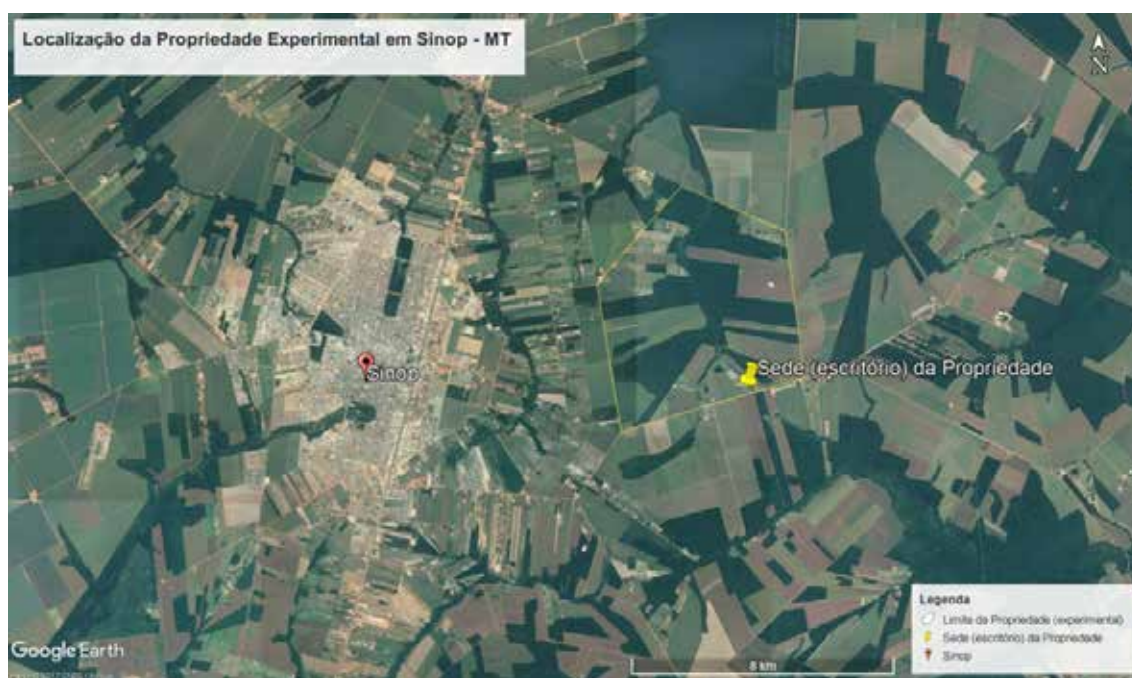 Localização da Propriedade Experimental em Sinop - MT
N
Sinop
Sede (escritório) da Propriedade
Legenda
Limite da Propriedade (experimental)
Sede (escritório) da Propriedade
Sinop
Google Earth
8 km